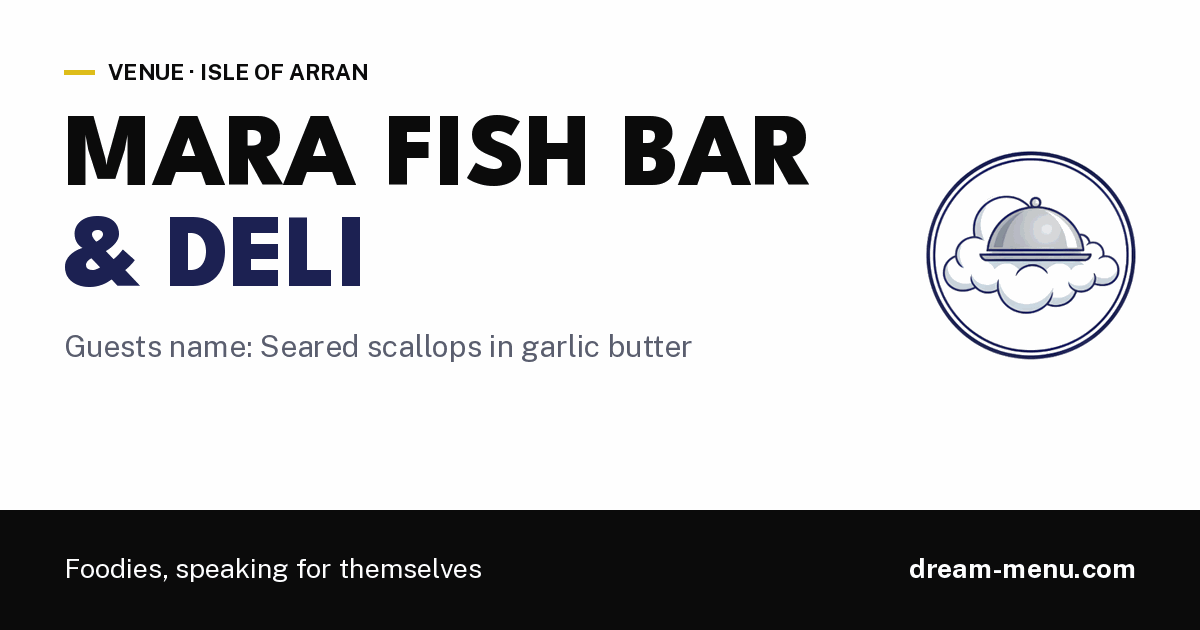 VENUE · ISLE OF ARRAN
MARA FISH BAR
& DELI
Guests name: Seared scallops in garlic butter
Foodies, speaking for themselves
dream-menu.com